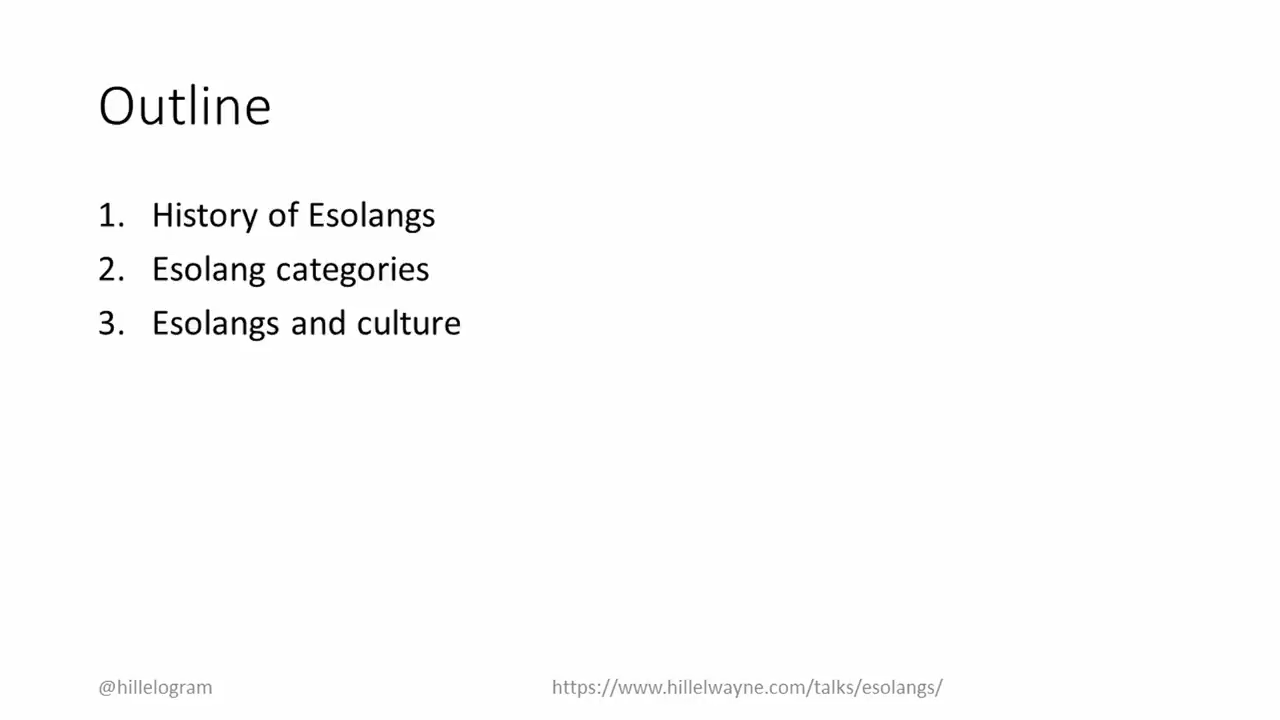 Outline
1. History of Esolangs
2. Esolang categories
3. Esolangs and culture
@hillelogram
https://www.hillelwayne.com/talks/esolangs/